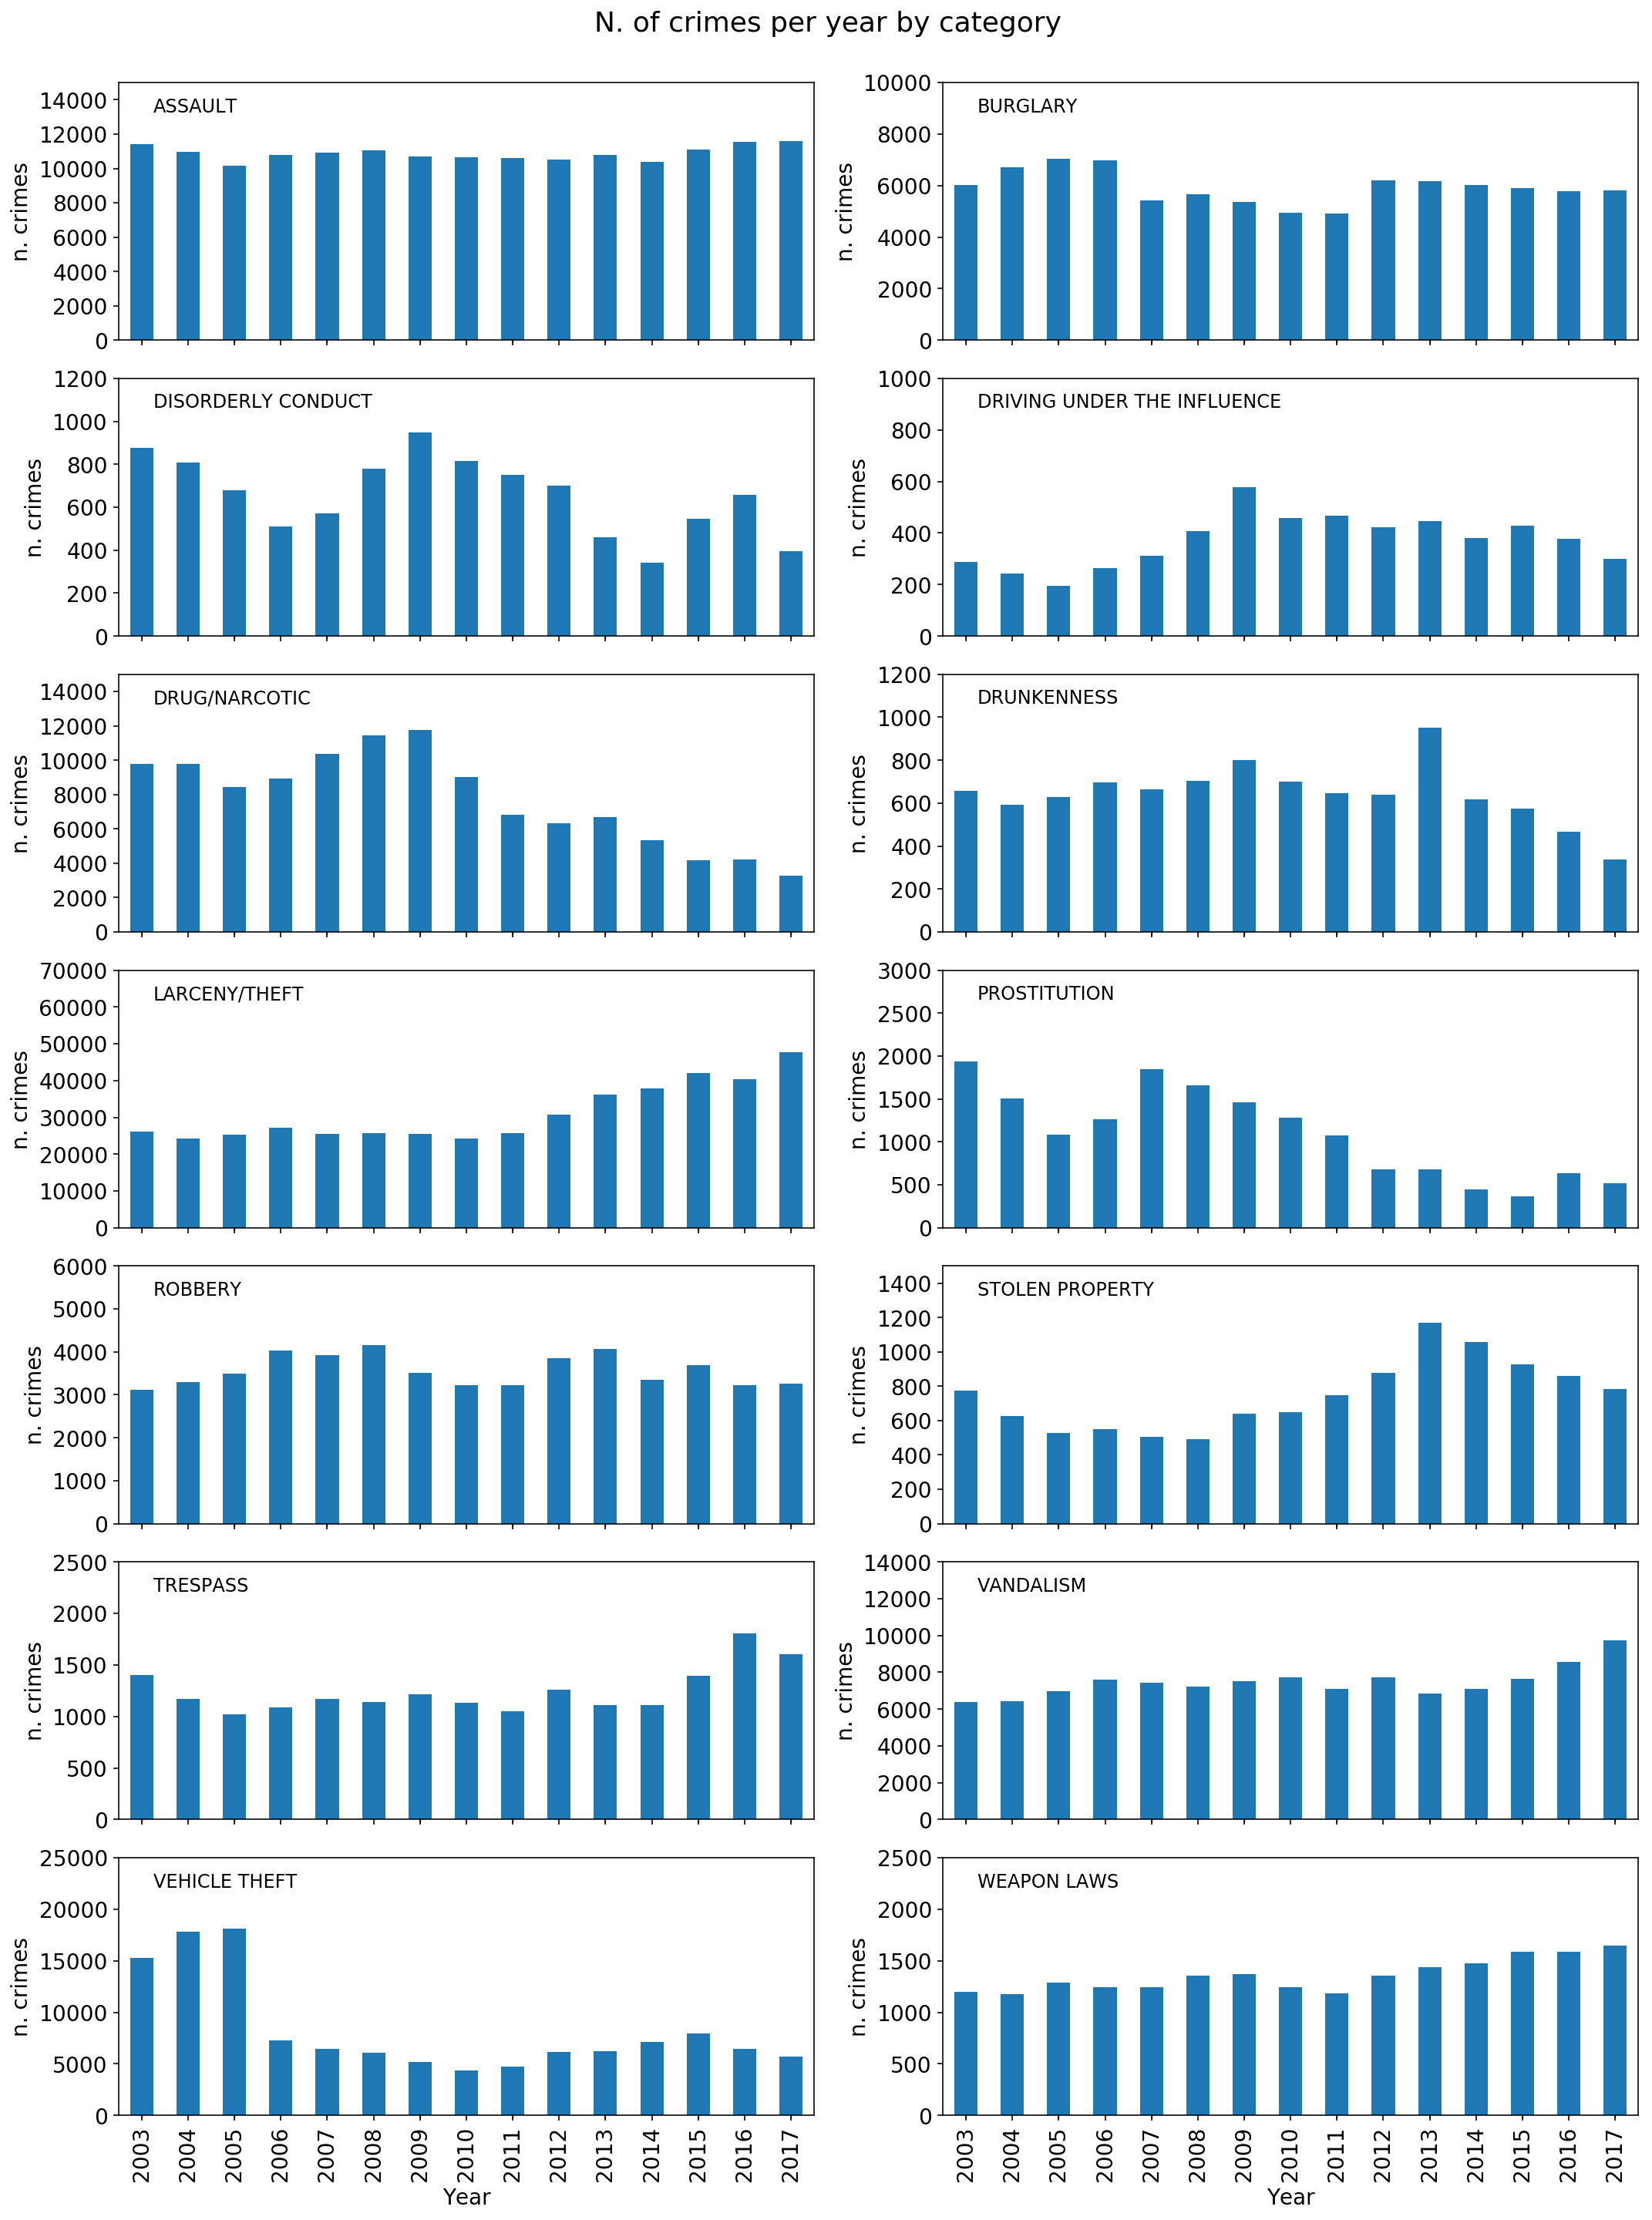 N. of crimes per year by category
ASSAULT
n. crimes
14000
12000
10000
8000
6000
4000
2000
0
BURGLARY
n. crimes
10000
8000
6000
4000
2000
0
DISORDERLY CONDUCT
n. crimes
1200
1000
800
600
400
200
0
DRIVING UNDER THE INFLUENCE
n. crimes
1000
800
600
400
200
0
DRUG/NARCOTIC
n. crimes
14000
12000
10000
8000
6000
4000
2000
0
DRUNKENNESS
n. crimes
1200
1000
800
600
400
200
0
LARCENY/THEFT
n. crimes
70000
60000
50000
40000
30000
20000
10000
0
PROSTITUTION
n. crimes
3000
2500
2000
1500
1000
500
0
ROBBERY
n. crimes
6000
5000
4000
3000
2000
1000
0
STOLEN PROPERTY
n. crimes
1400
1200
1000
800
600
400
200
0
TRESPASS
n. crimes
2500
2000
1500
1000
500
0
VANDALISM
n. crimes
14000
12000
10000
8000
6000
4000
2000
0
VEHICLE THEFT
n. crimes
25000
20000
15000
10000
5000
0
2003 2004 2005 2006 2007 2008 2009 2010 2011 2012 2013 2014 2015 2016 2017
Year
WEAPON LAWS
n. crimes
2500
2000
1500
1000
500
0
2003 2004 2005 2006 2007 2008 2009 2010 2011 2012 2013 2014 2015 2016 2017
Year